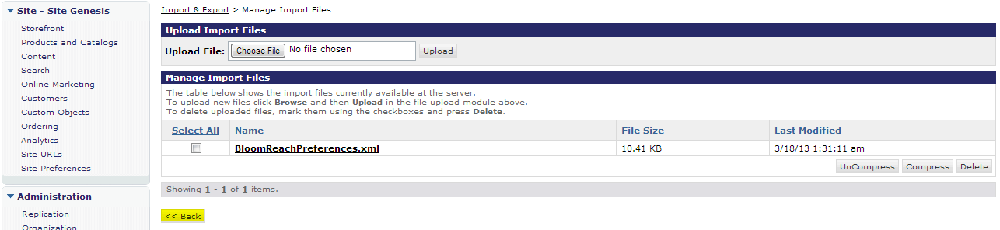 Site - Site Genesis
Storefront
Products and Catalogs
Content
Search
Online Marketing
Customers
Custom Objects
Ordering
Analytics
Site URLs
Site Preferences
Administration
Replication
Organization
Import & Export > Manage Import Files
Upload Import Files
Upload File: Choose File No file chosen Upload
Manage Import Files
The table below shows the import files currently available at the server.
To upload new files click Browse and then Upload in the file upload module above.
To delete uploaded files, mark them using the checkboxes and press Delete.
Select All Name File Size Last Modified
BloomReachPreferences.xml 10.41 KB 3/18/13 1:31:11 am
UnCompress Compress Delete
Showing 1 - 1 of 1 items.
<< Back